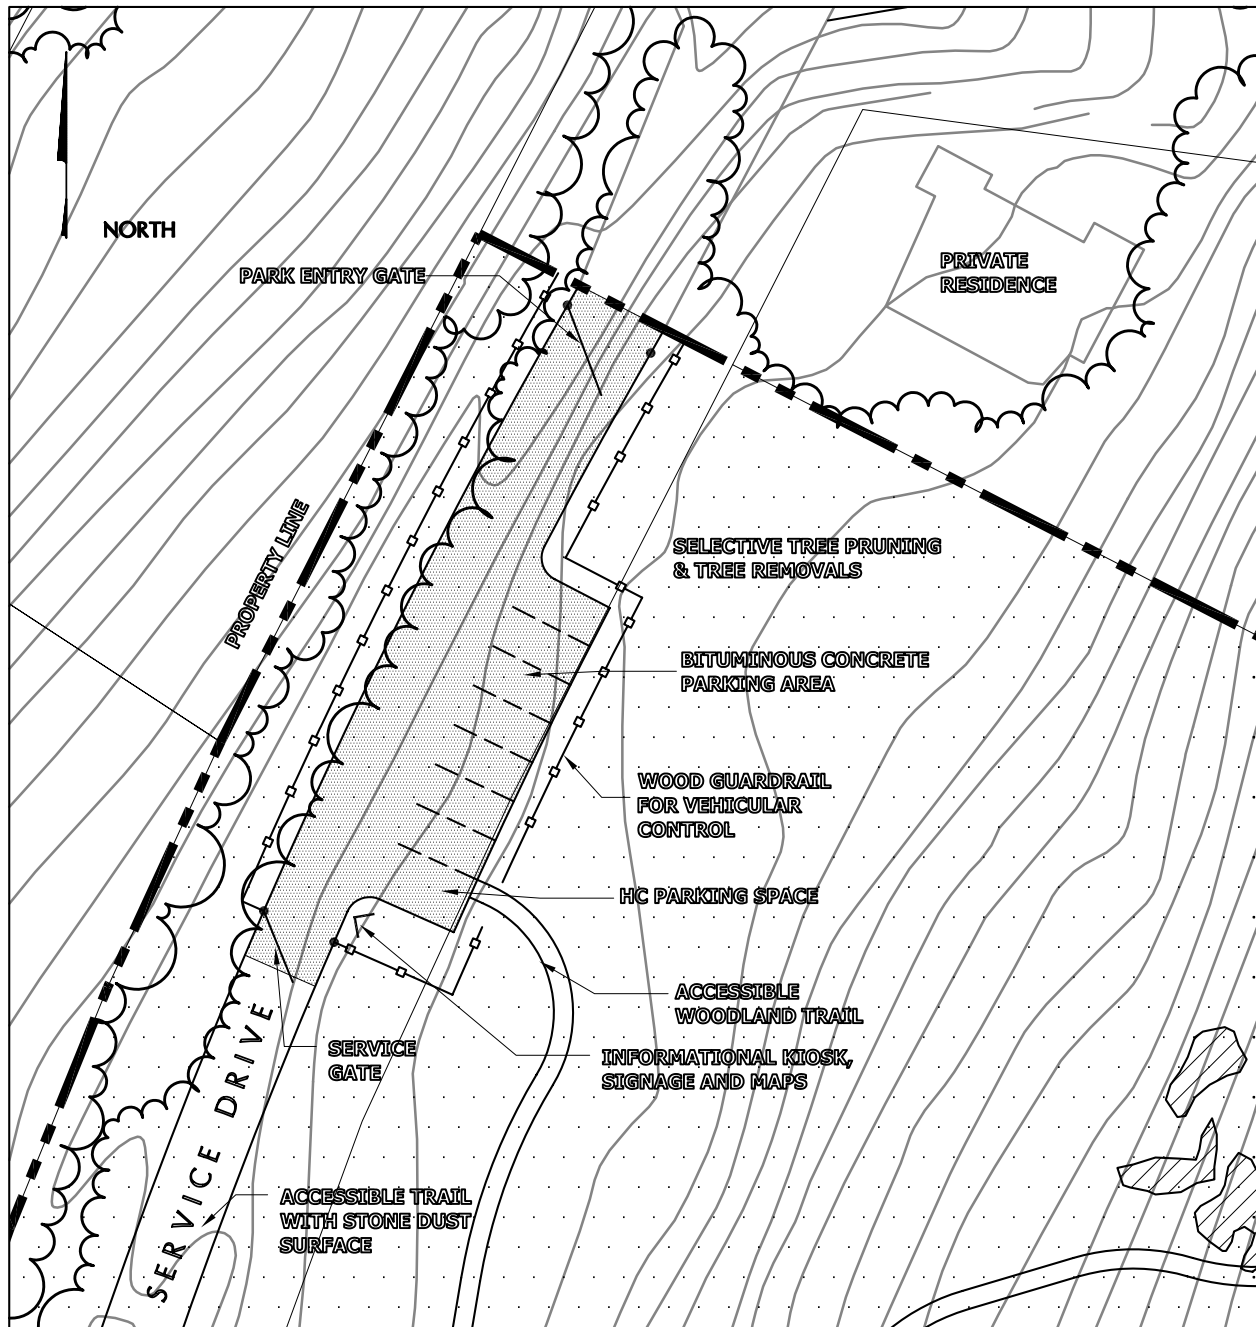 NORTH
PARK ENTRY GATE
PRIVATE
RESIDENCE
PROPERTY LINE
SELECTIVE TREE PRUNING
& TREE REMOVALS
BITUMINOUS CONCRETE
PARKING AREA
WOOD GUARDRAIL
FOR VEHICULAR
CONTROL
HC PARKING SPACE
ACCESSIBLE
WOODLAND TRAIL
SERVICE
GATE
INFORMATIONAL KIOSK,
SIGNAGE AND MAPS
SERVICE DRIVE
ACCESSIBLE TRAIL
WITH STONE DUST
SURFACE